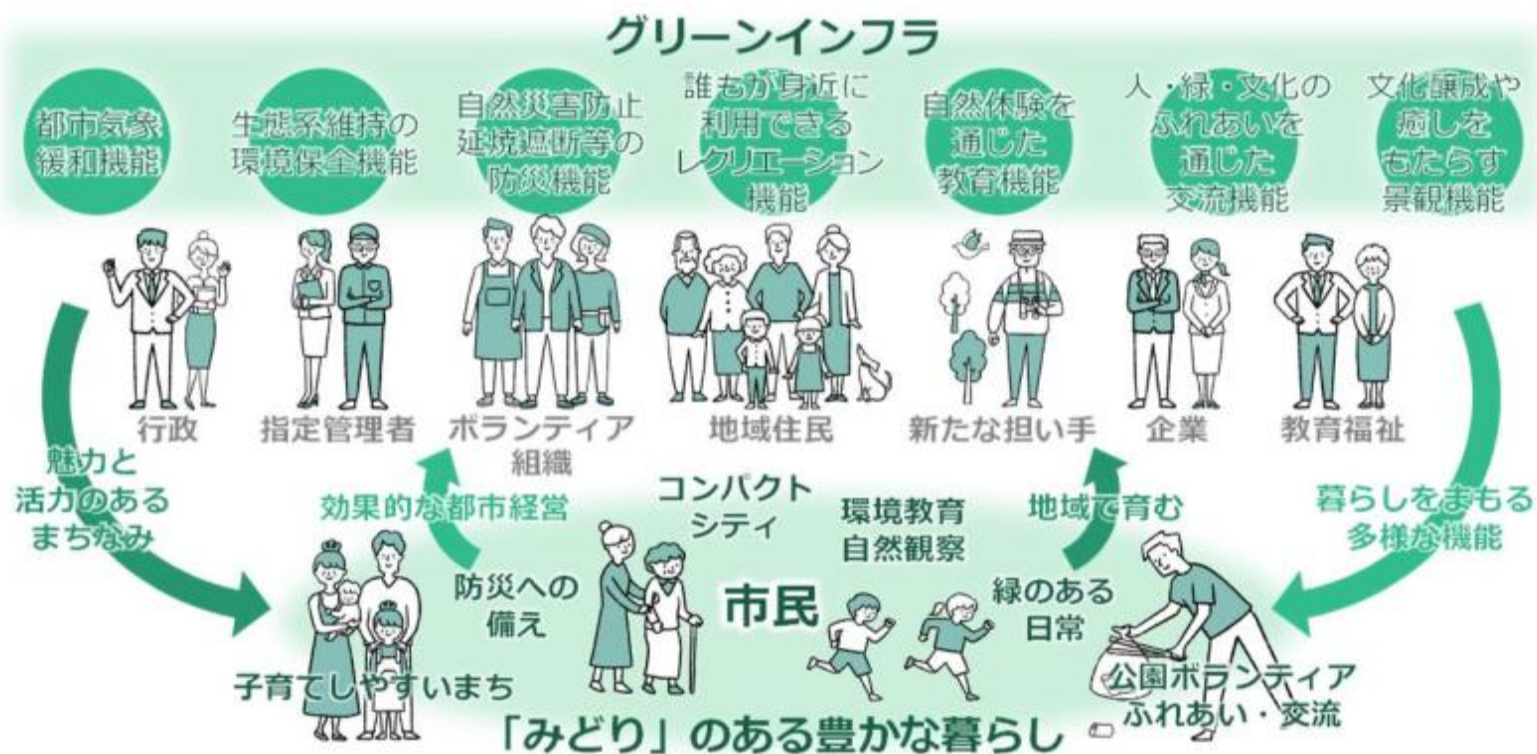 グリーンインフラ
都市気象
緩和機能
生態系維持の
環境保全機能
自然災害防止
延焼遮断等の
防災機能
誰もが身近に
利用できる
レクリエーション
機能
自然体験を
通じた
教育機能
人・緑・文化の
ふれあいを
通じた
交流機能
文化醸成や
癒しを
もたらす
景観機能
行政
指定管理者
ボランティア
組織
地域住民
新たな担い手
企業
教育福祉
魅力と
活力のある
まちなみ
効果的な都市経営
コンパクト
シティ
環境教育
自然観察
地域で育む
暮らしをまもる
多様な機能
防災への
備え
市民
緑のある
日常
子育てしやすいまち
公園ボランティア
ふれあい・交流
「みどり」のある豊かな暮らし